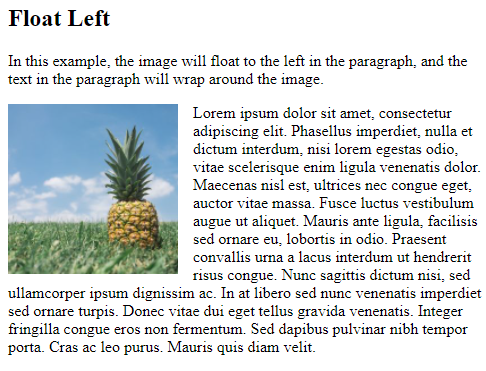 Float Left
In this example, the image will float to the left in the paragraph, and the
text in the paragraph will wrap around the image.
Lorem ipsum dolor sit amet, consectetur
adipiscing elit. Phasellus imperdiet, nulla et
dictum interdum, nisi lorem egestas odio,
vitae scelerisque enim ligula venenatis dolor.
Maecenas nisl est, ultrices nec congue eget,
auctor vitae massa. Fusce luctus vestibulum
augue ut aliquet. Mauris ante ligula, facilisis
sed ornare eu, lobortis in odio. Praesent
convallis urna a lacus interdum ut hendrerit
risus congue. Nunc sagittis dictum nisi, sed
ullamcorper ipsum dignissim ac. In at libero sed nunc venenatis imperdiet
sed ornare turpis. Donec vitae dui eget tellus gravida venenatis. Integer
fringilla congue eros non fermentum. Sed dapibus pulvinar nibh tempor
porta. Cras ac leo purus. Mauris quis diam velit.